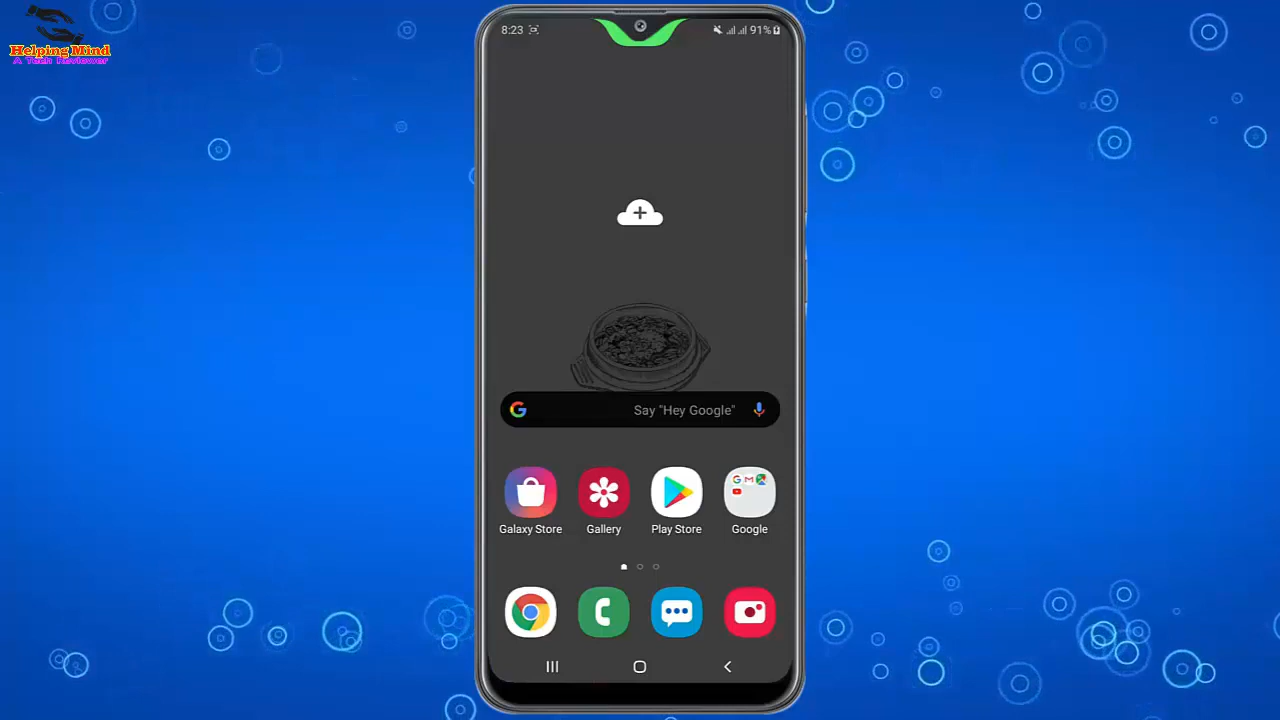 Helping Mind
A Tech Reviewer
8:23
91%
Say "Hey Google"
Galaxy Store
Gallery
Play Store
Google